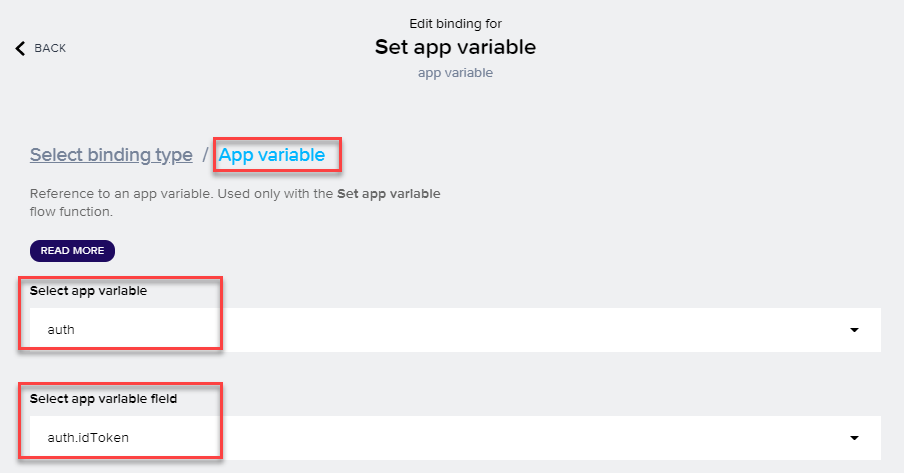 Edit binding for
BACK
Set app variable
app variable
Select binding type / App variable
Reference to an app variable. Used only with the Set app varlable
flow function.
READ MORE
Select app variable
auth
Select app variable field
auth.idToken